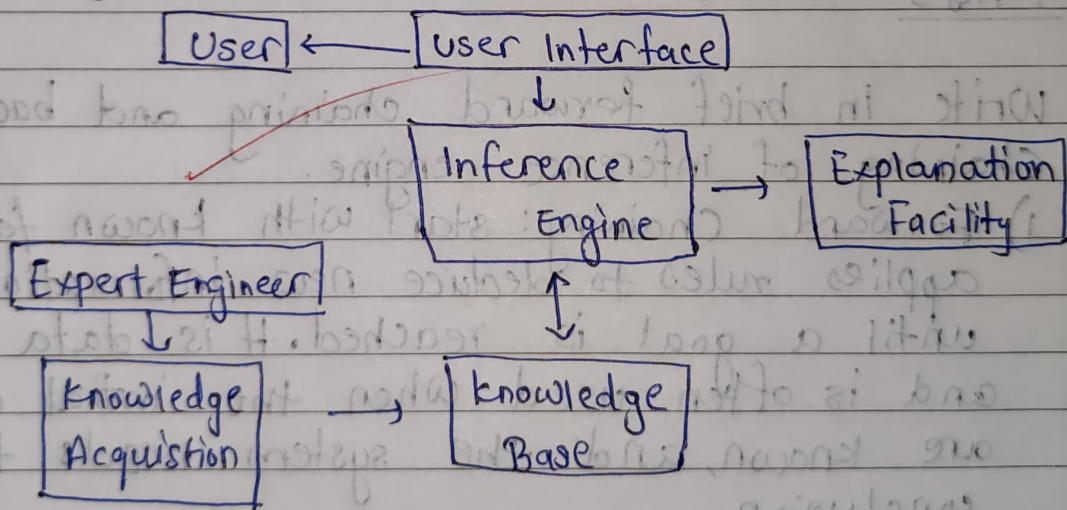 User
User Interface
Inference
Engine
Explanation
Facility
Expert Engineer
Knowledge
Acquistion
Knowledge
Base